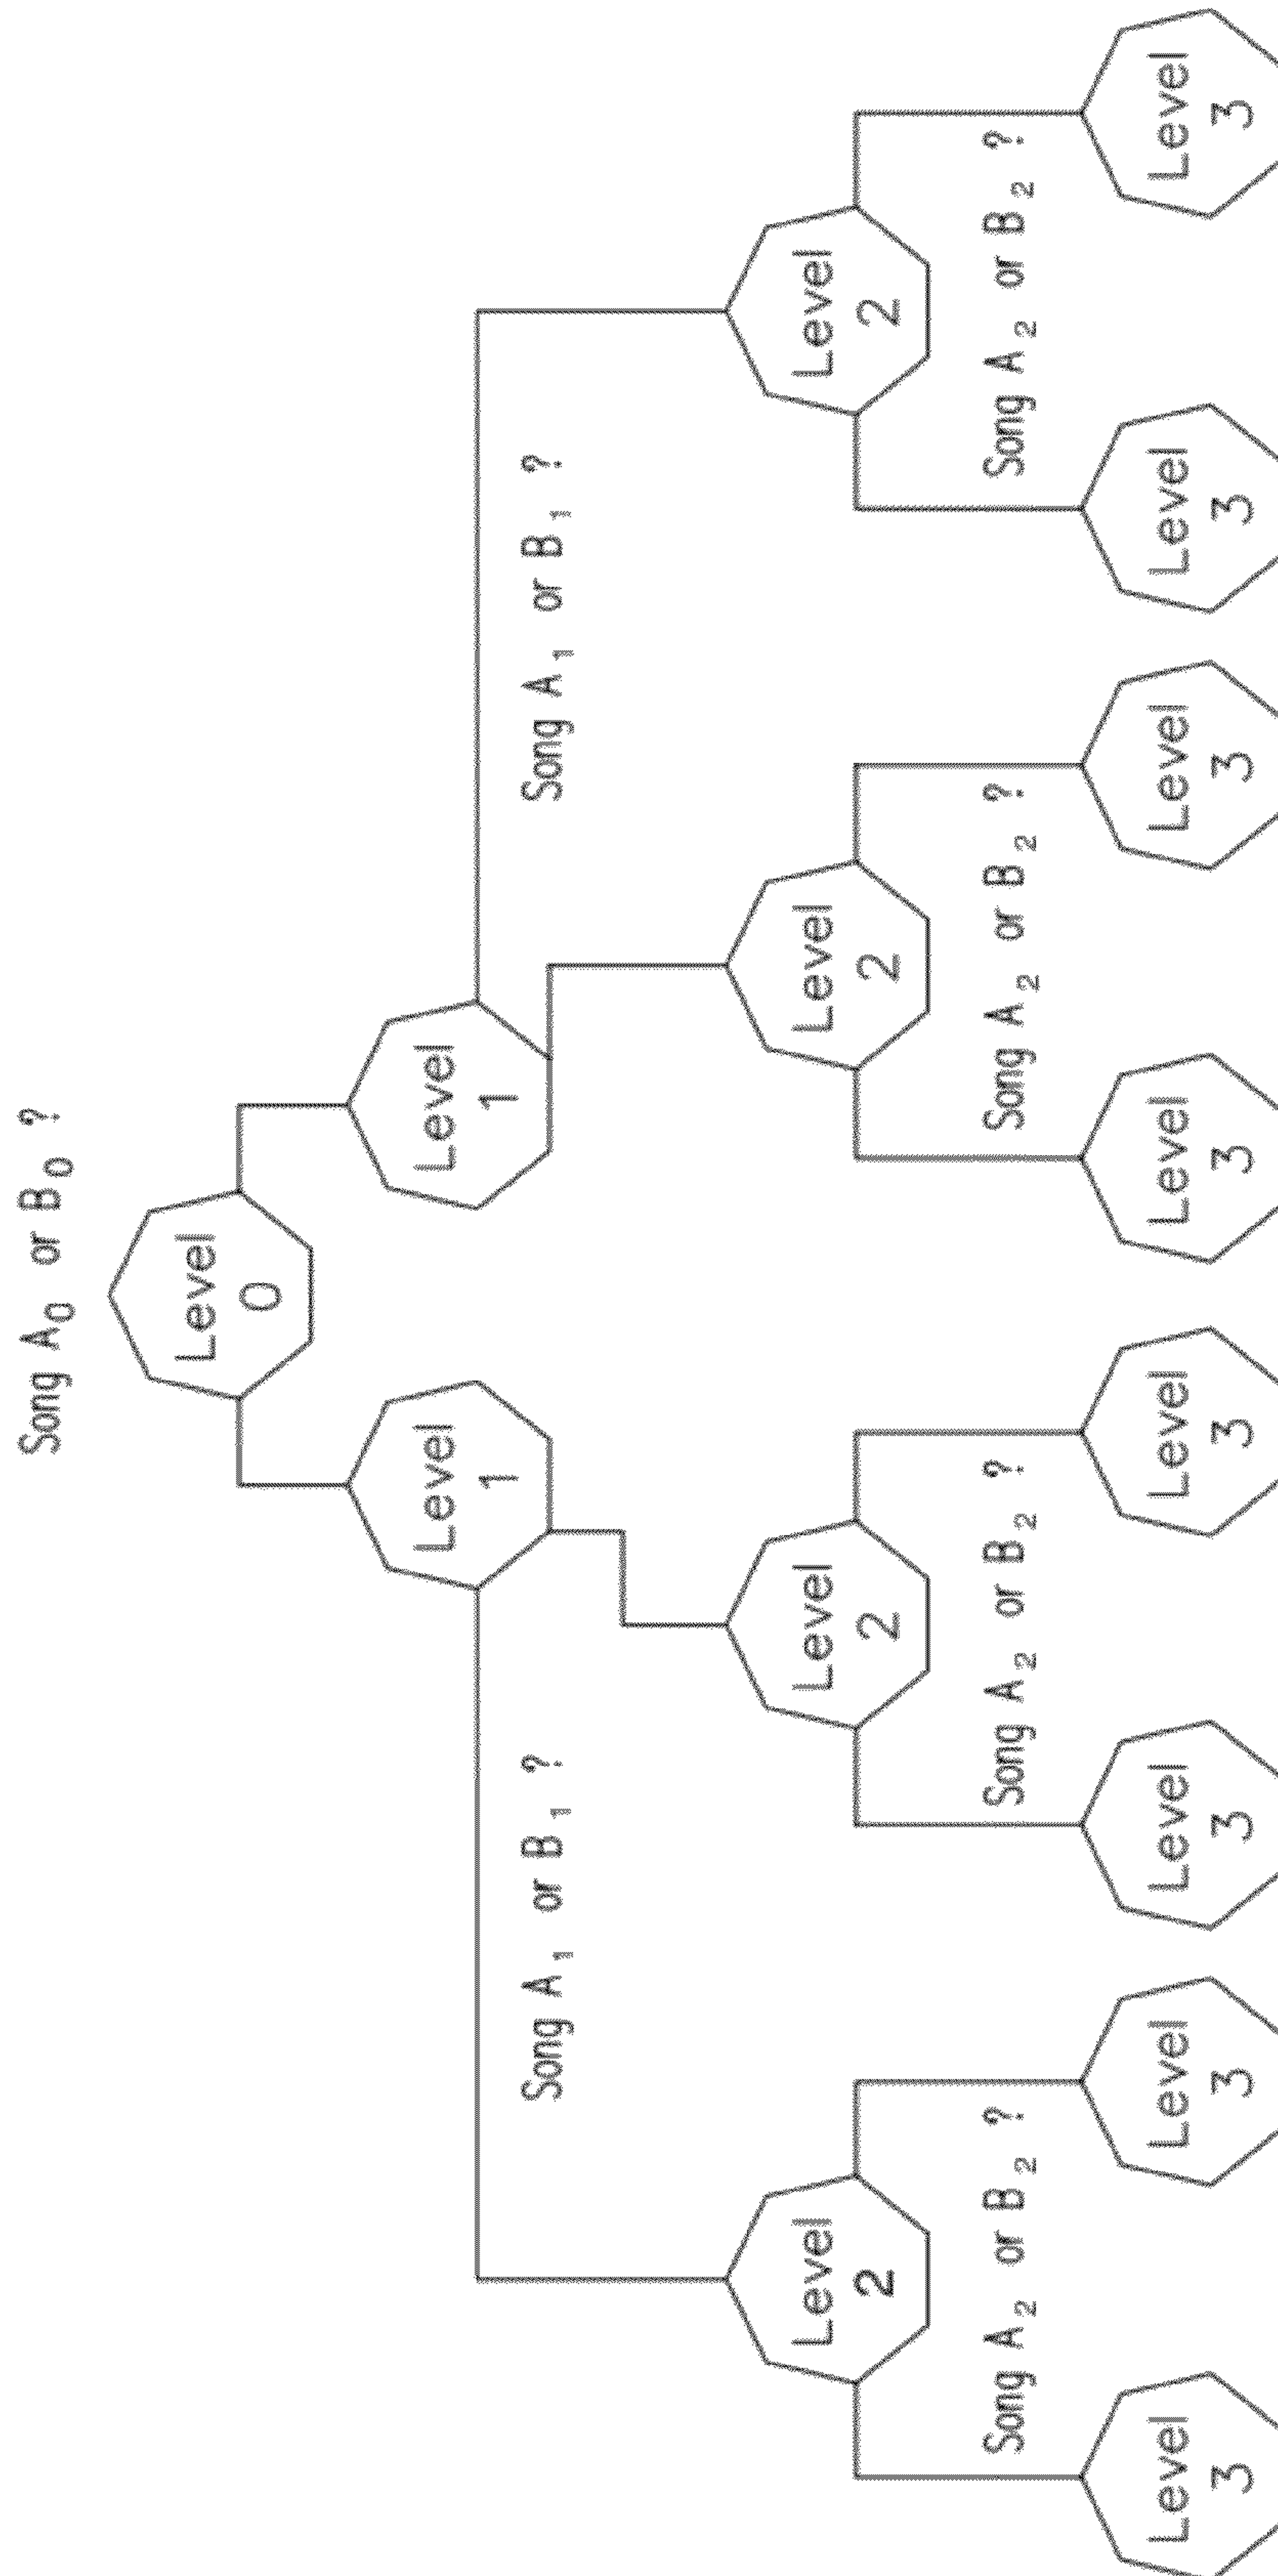 Song A₀ or B₀ ?
Level
0
Level
1
Level
1
Song A₁ or B₁ ?
Song A₁ or B₁ ?
Level
2
Level
2
Level
2
Level
2
Song A₂ or B₂ ?
Song A₂ or B₂ ?
Song A₂ or B₂ ?
Song A₂ or B₂ ?
Level
3
Level
3
Level
3
Level
3
Level
3
Level
3
Level
3
Level
3